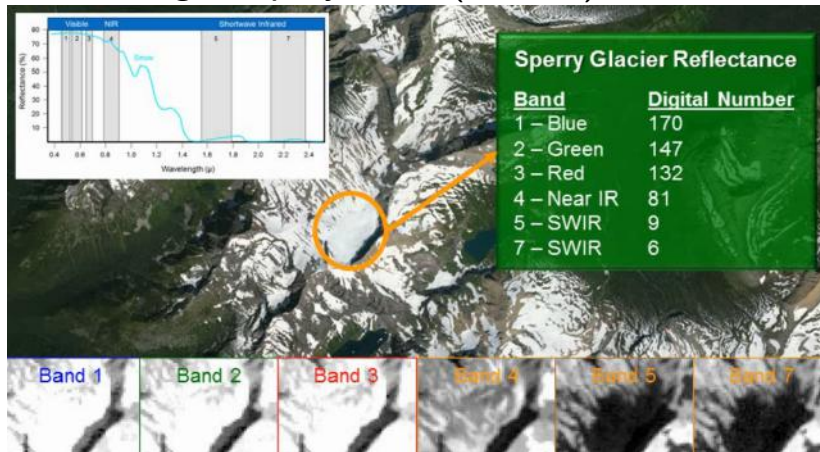 Visible NIR Shortwave Infrared
1 2 3 4 5 7
Snow
Reflectance (%)
80
70
60
50
40
30
20
10
0.4 0.6 0.8 1.0 1.2 1.4 1.6 1.8 2.0 2.2 2.4
Wavelength (μ)
Sperry Glacier Reflectance
Band Digital Number
1 – Blue 170
2 – Green 147
3 – Red 132
4 – Near IR 81
5 – SWIR 9
7 – SWIR 6
Band 1 Band 2 Band 3 Band 4 Band 5 Band 7